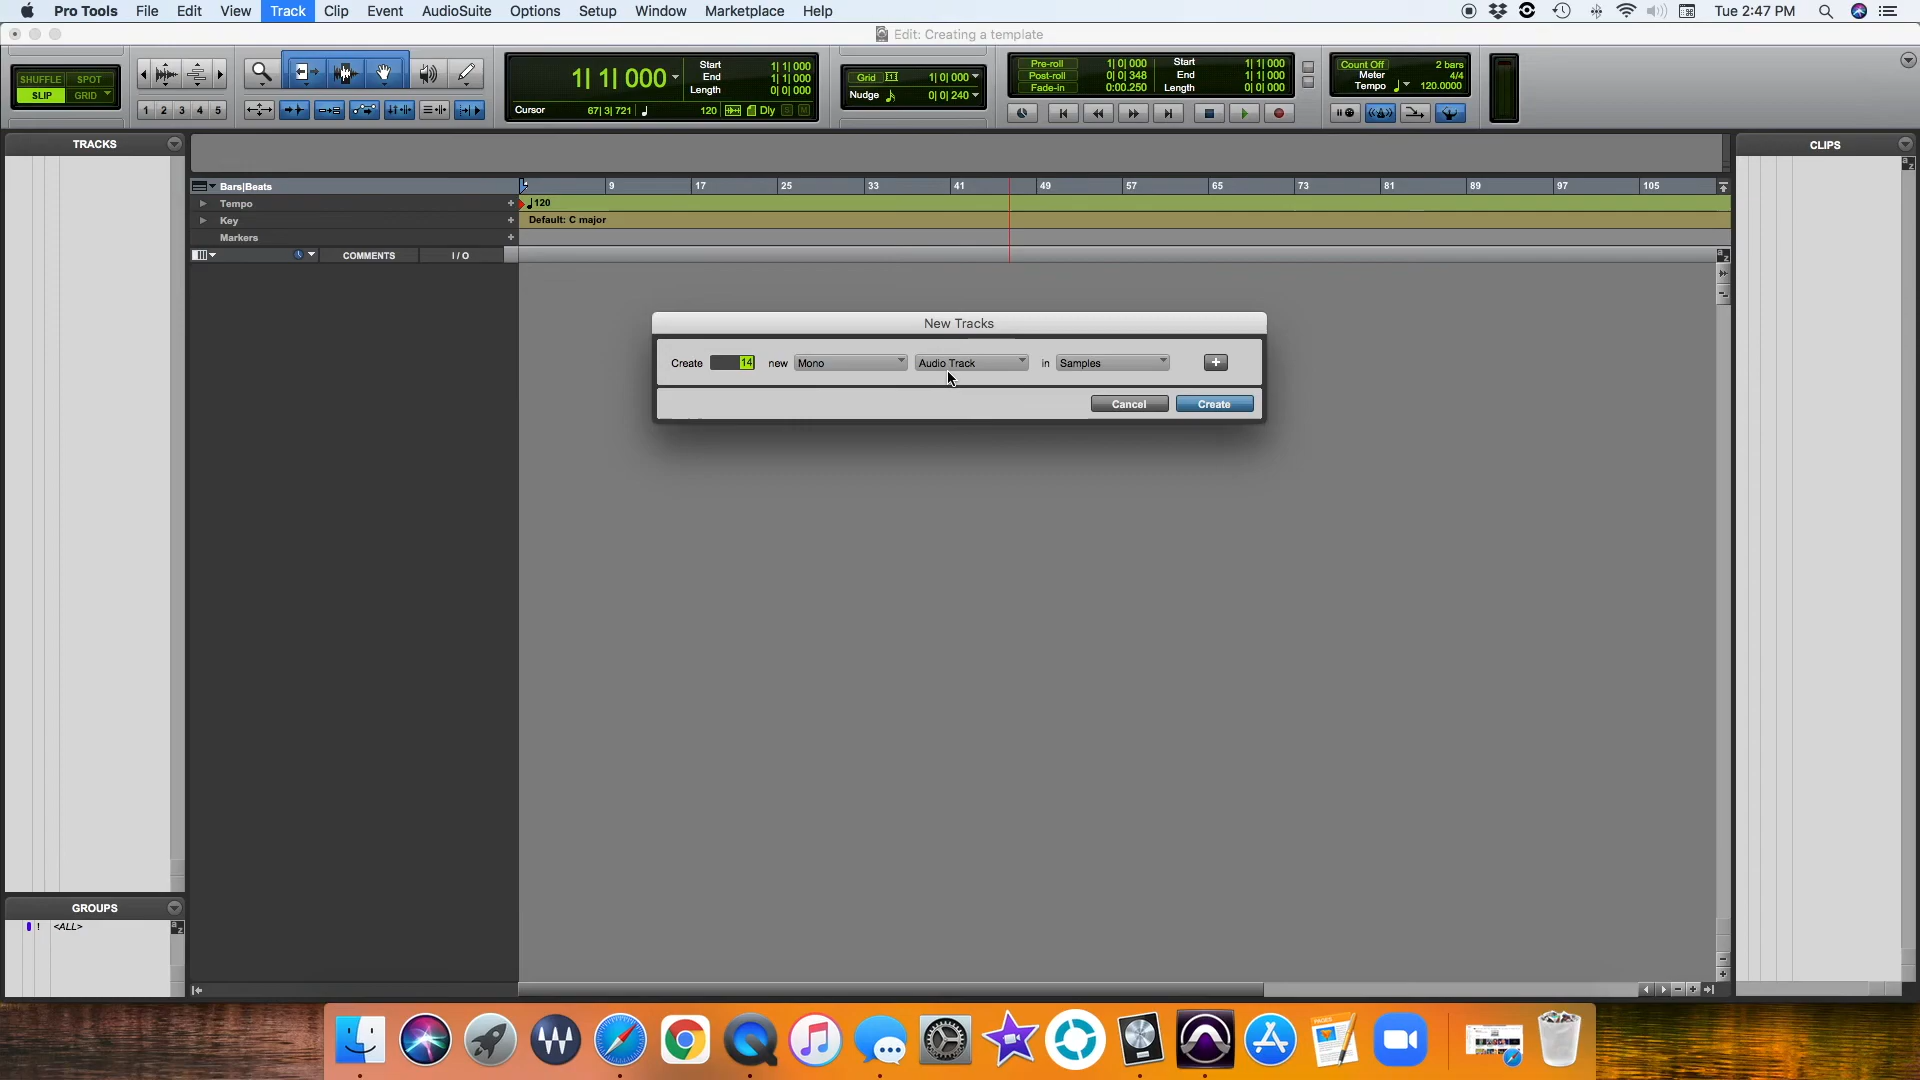 Pro Tools File Edit View Track Clip Event AudioSuite Options Setup Window Marketplace Help Tue 2:47 PM
Edit: Creating a template
SHUFFLE SPOT
SLIP GRID
1 2 3 4 5
1| 1| 000
Start 1| 1| 000
End 1| 1| 000
Length 0| 0| 000
Cursor 67| 3| 721 120 Dly S M
Grid 1| 0| 000
Nudge 0| 0| 240
Pre-roll 1| 0| 000 Start 1| 1| 000
Post-roll 0| 0| 348 End 1| 1| 000
Fade-in 0:00.250 Length 0| 0| 000
Count Off 2 bars
Meter 4/4
Tempo 120.0000
TRACKS
CLIPS
Bars|Beats 9 17 25 33 41 49 57 65 73 81 89 97 105
Tempo + 120
Key + Default: C major
Markers +
COMMENTS I / O
New Tracks
Create 14 new Mono Audio Track in Samples +
Cancel Create
GROUPS
! <ALL>
a z